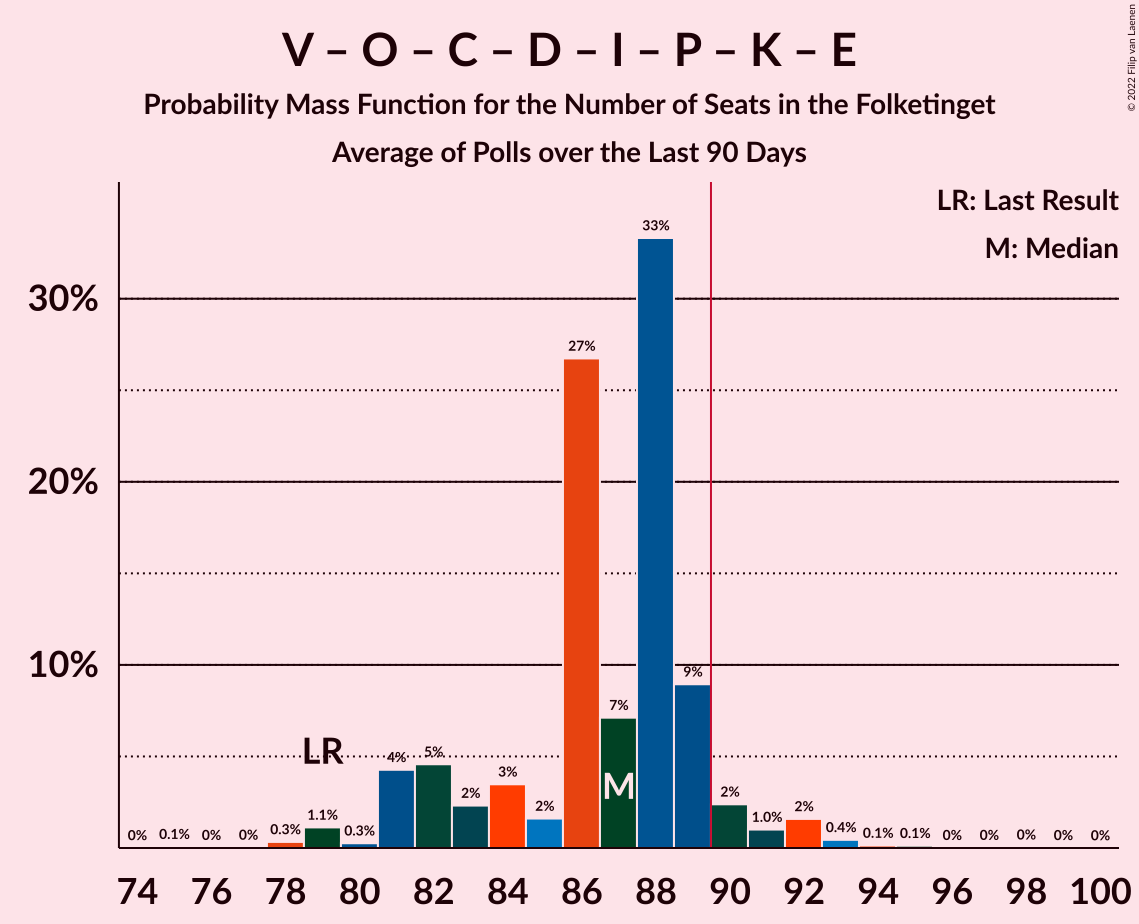 V – O – C – D – I – P – K – E
Probability Mass Function for the Number of Seats in the Folketinget
Average of Polls over the Last 90 Days
© 2022 Filip van Laenen
LR: Last Result
M: Median
30%
20%
10%
0% 0.1% 0% 0% 0.3% 1.1% 0.3% 4% 5% 2% 3% 2% 27% 7% 33% 9% 2% 1.0% 2% 0.4% 0.1% 0.1% 0% 0% 0% 0% 0%
LR
M
74 76 78 80 82 84 86 88 90 92 94 96 98 100